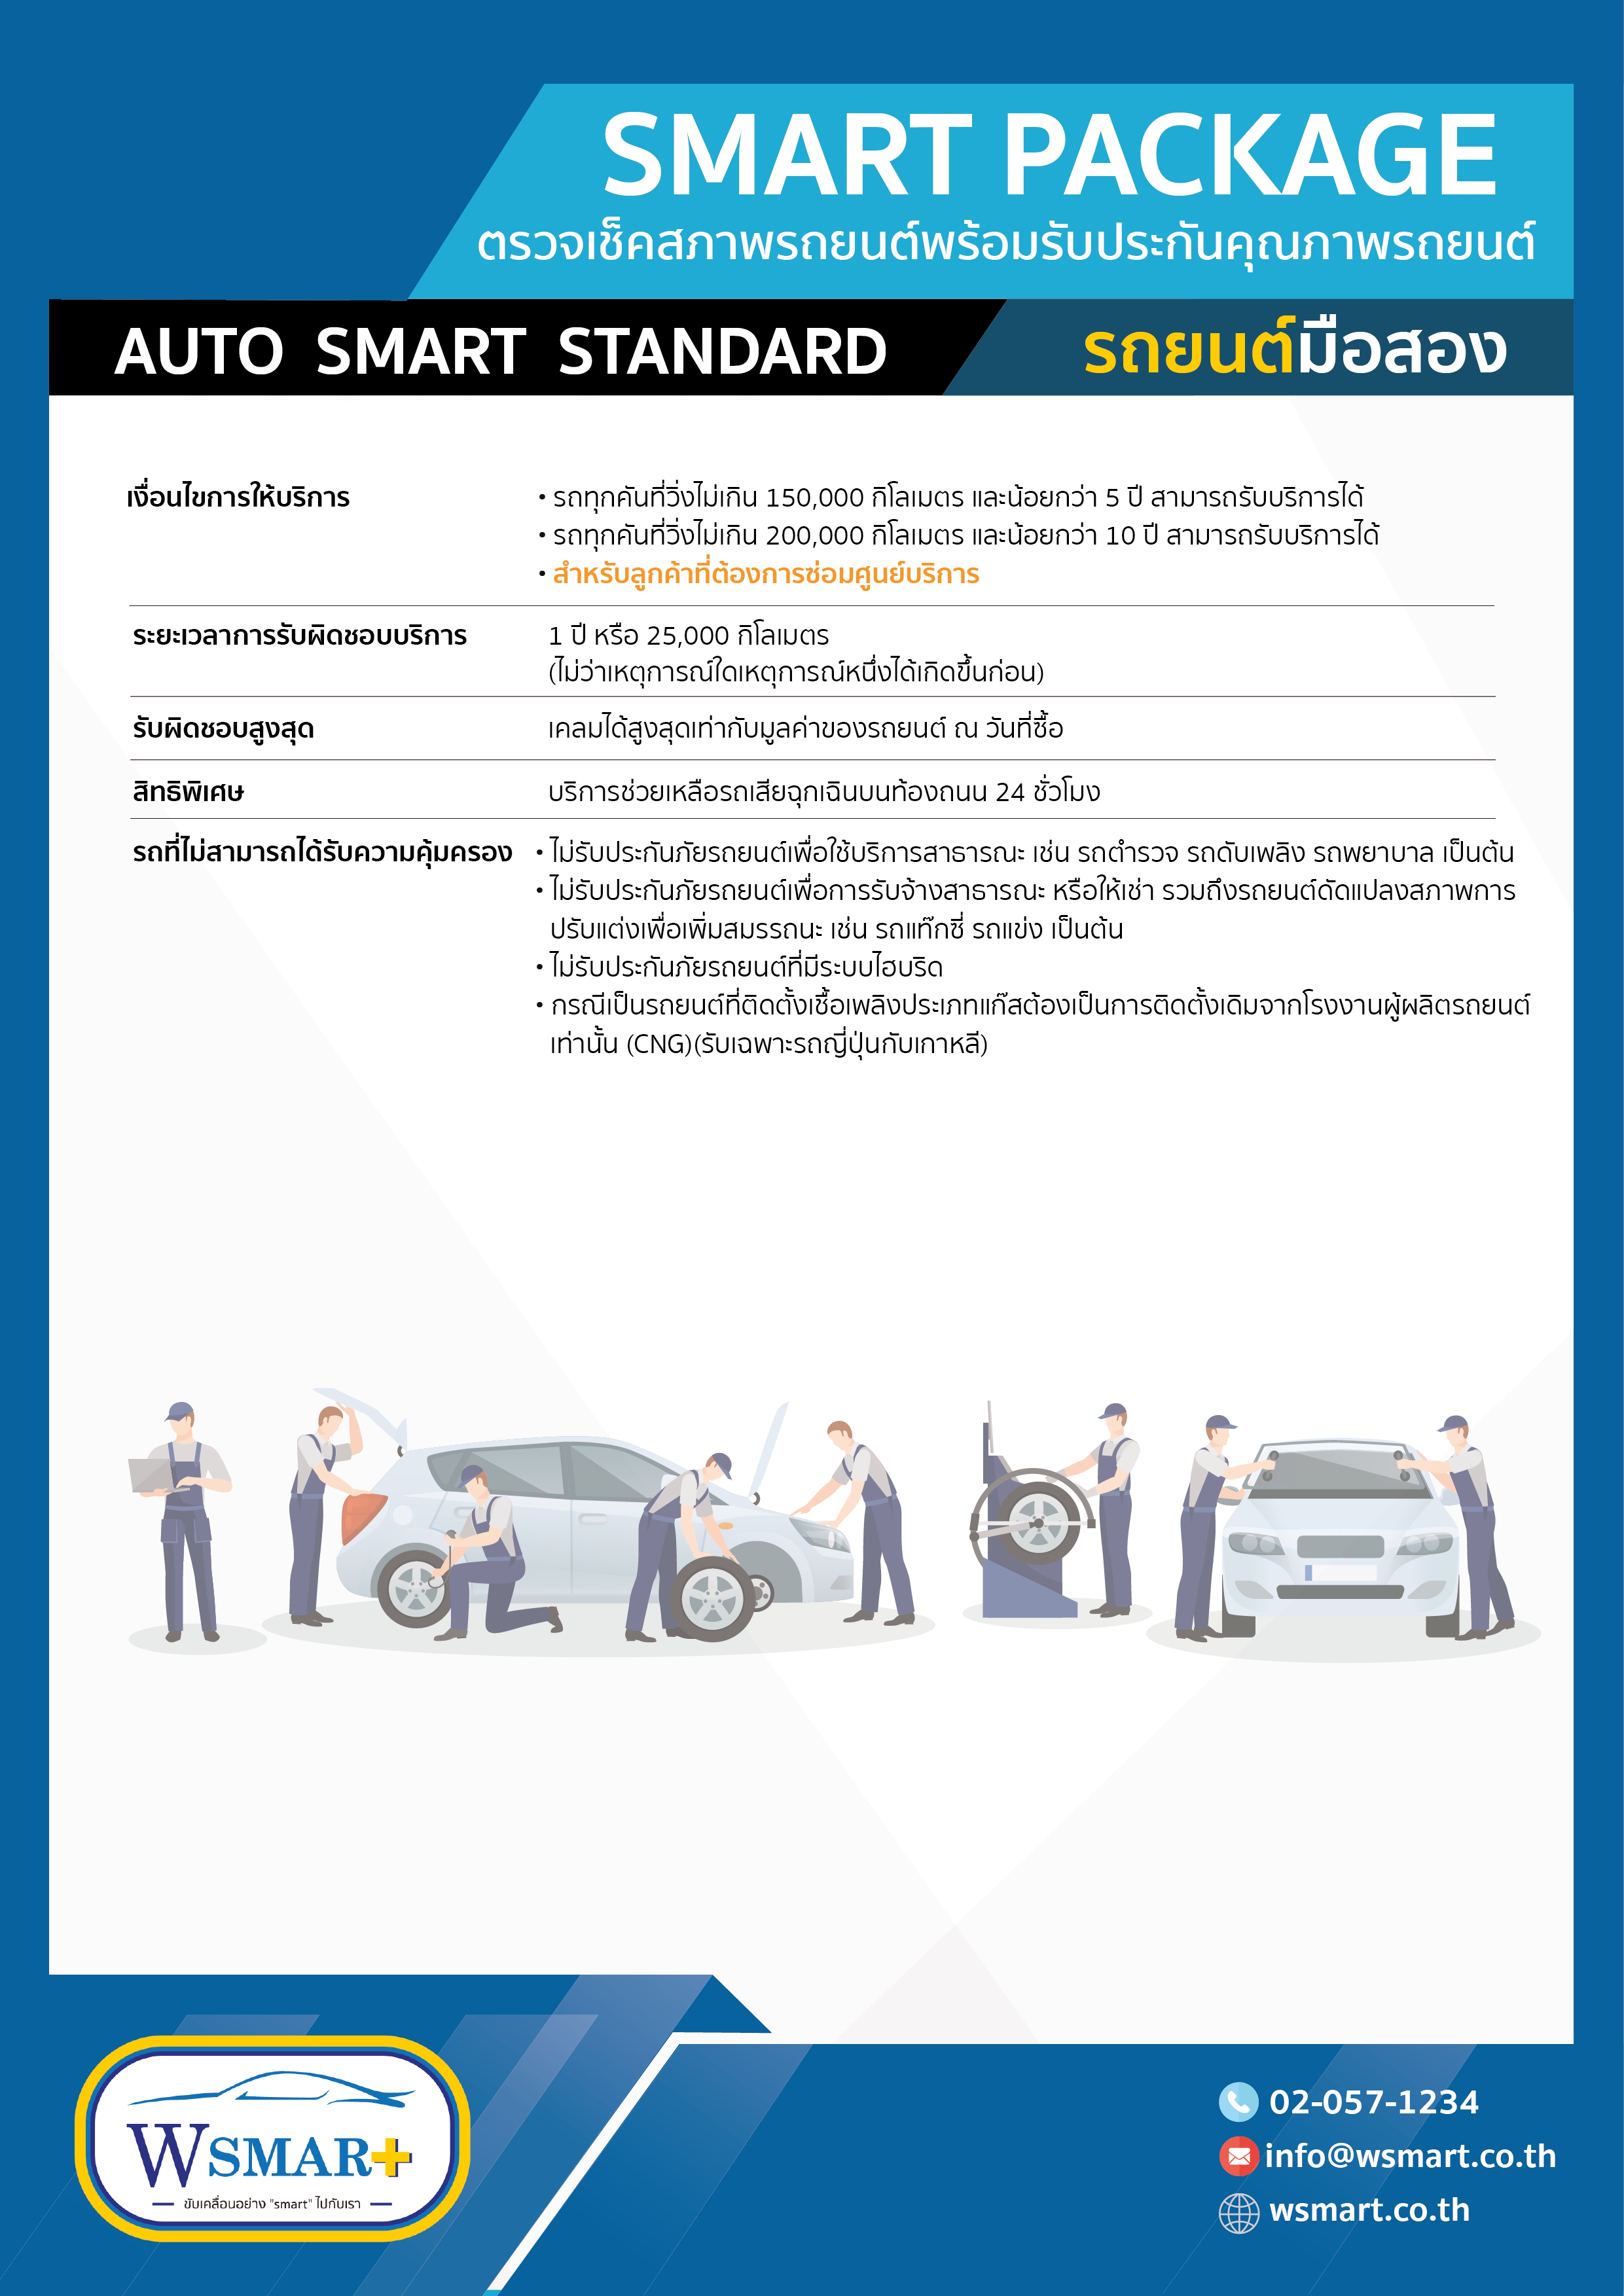 SMART PACKAGE
ตรวจเช็คสภาพรถยนต์พร้อมรับประกันคุณภาพรถยนต์
AUTO SMART STANDARD รถยนต์มือสอง
เงื่อนไขการให้บริการ • รถทุกคันที่วิ่งไม่เกิน 150,000 กิโลเมตร และน้อยกว่า 5 ปี สามารถรับบริการได้
• รถทุกคันที่วิ่งไม่เกิน 200,000 กิโลเมตร และน้อยกว่า 10 ปี สามารถรับบริการได้
• สำหรับลูกค้าที่ต้องการซ่อมศูนย์บริการ
ระยะเวลาการรับผิดชอบบริการ 1 ปี หรือ 25,000 กิโลเมตร
(ไม่ว่าเหตุการณ์ใดเหตุการณ์หนึ่งได้เกิดขึ้นก่อน)
รับผิดชอบสูงสุด เคลมได้สูงสุดเท่ากับมูลค่าของรถยนต์ ณ วันที่ซื้อ
สิทธิพิเศษ บริการช่วยเหลือรถเสียฉุกเฉินบนท้องถนน 24 ชั่วโมง
รถที่ไม่สามารถได้รับความคุ้มครอง • ไม่รับประกันภัยรถยนต์เพื่อใช้บริการสาธารณะ เช่น รถตำรวจ รถดับเพลิง รถพยาบาล เป็นต้น
• ไม่รับประกันภัยรถยนต์เพื่อการรับจ้างสาธารณะ หรือให้เช่า รวมถึงรถยนต์ดัดแปลงสภาพการ
ปรับแต่งเพื่อเพิ่มสมรรถนะ เช่น รถแท๊กซี่ รถแข่ง เป็นต้น
• ไม่รับประกันภัยรถยนต์ที่มีระบบไฮบริด
• กรณีเป็นรถยนต์ที่ติดตั้งเชื้อเพลิงประเภทแก๊สต้องเป็นการติดตั้งเดิมจากโรงงานผู้ผลิตรถยนต์
เท่านั้น (CNG)(รับเฉพาะรถญี่ปุ่นกับเกาหลี)
WSMAR+
ขับเคลื่อนอย่าง "smart" ไปกับเรา
02-057-1234
info@wsmart.co.th
wsmart.co.th